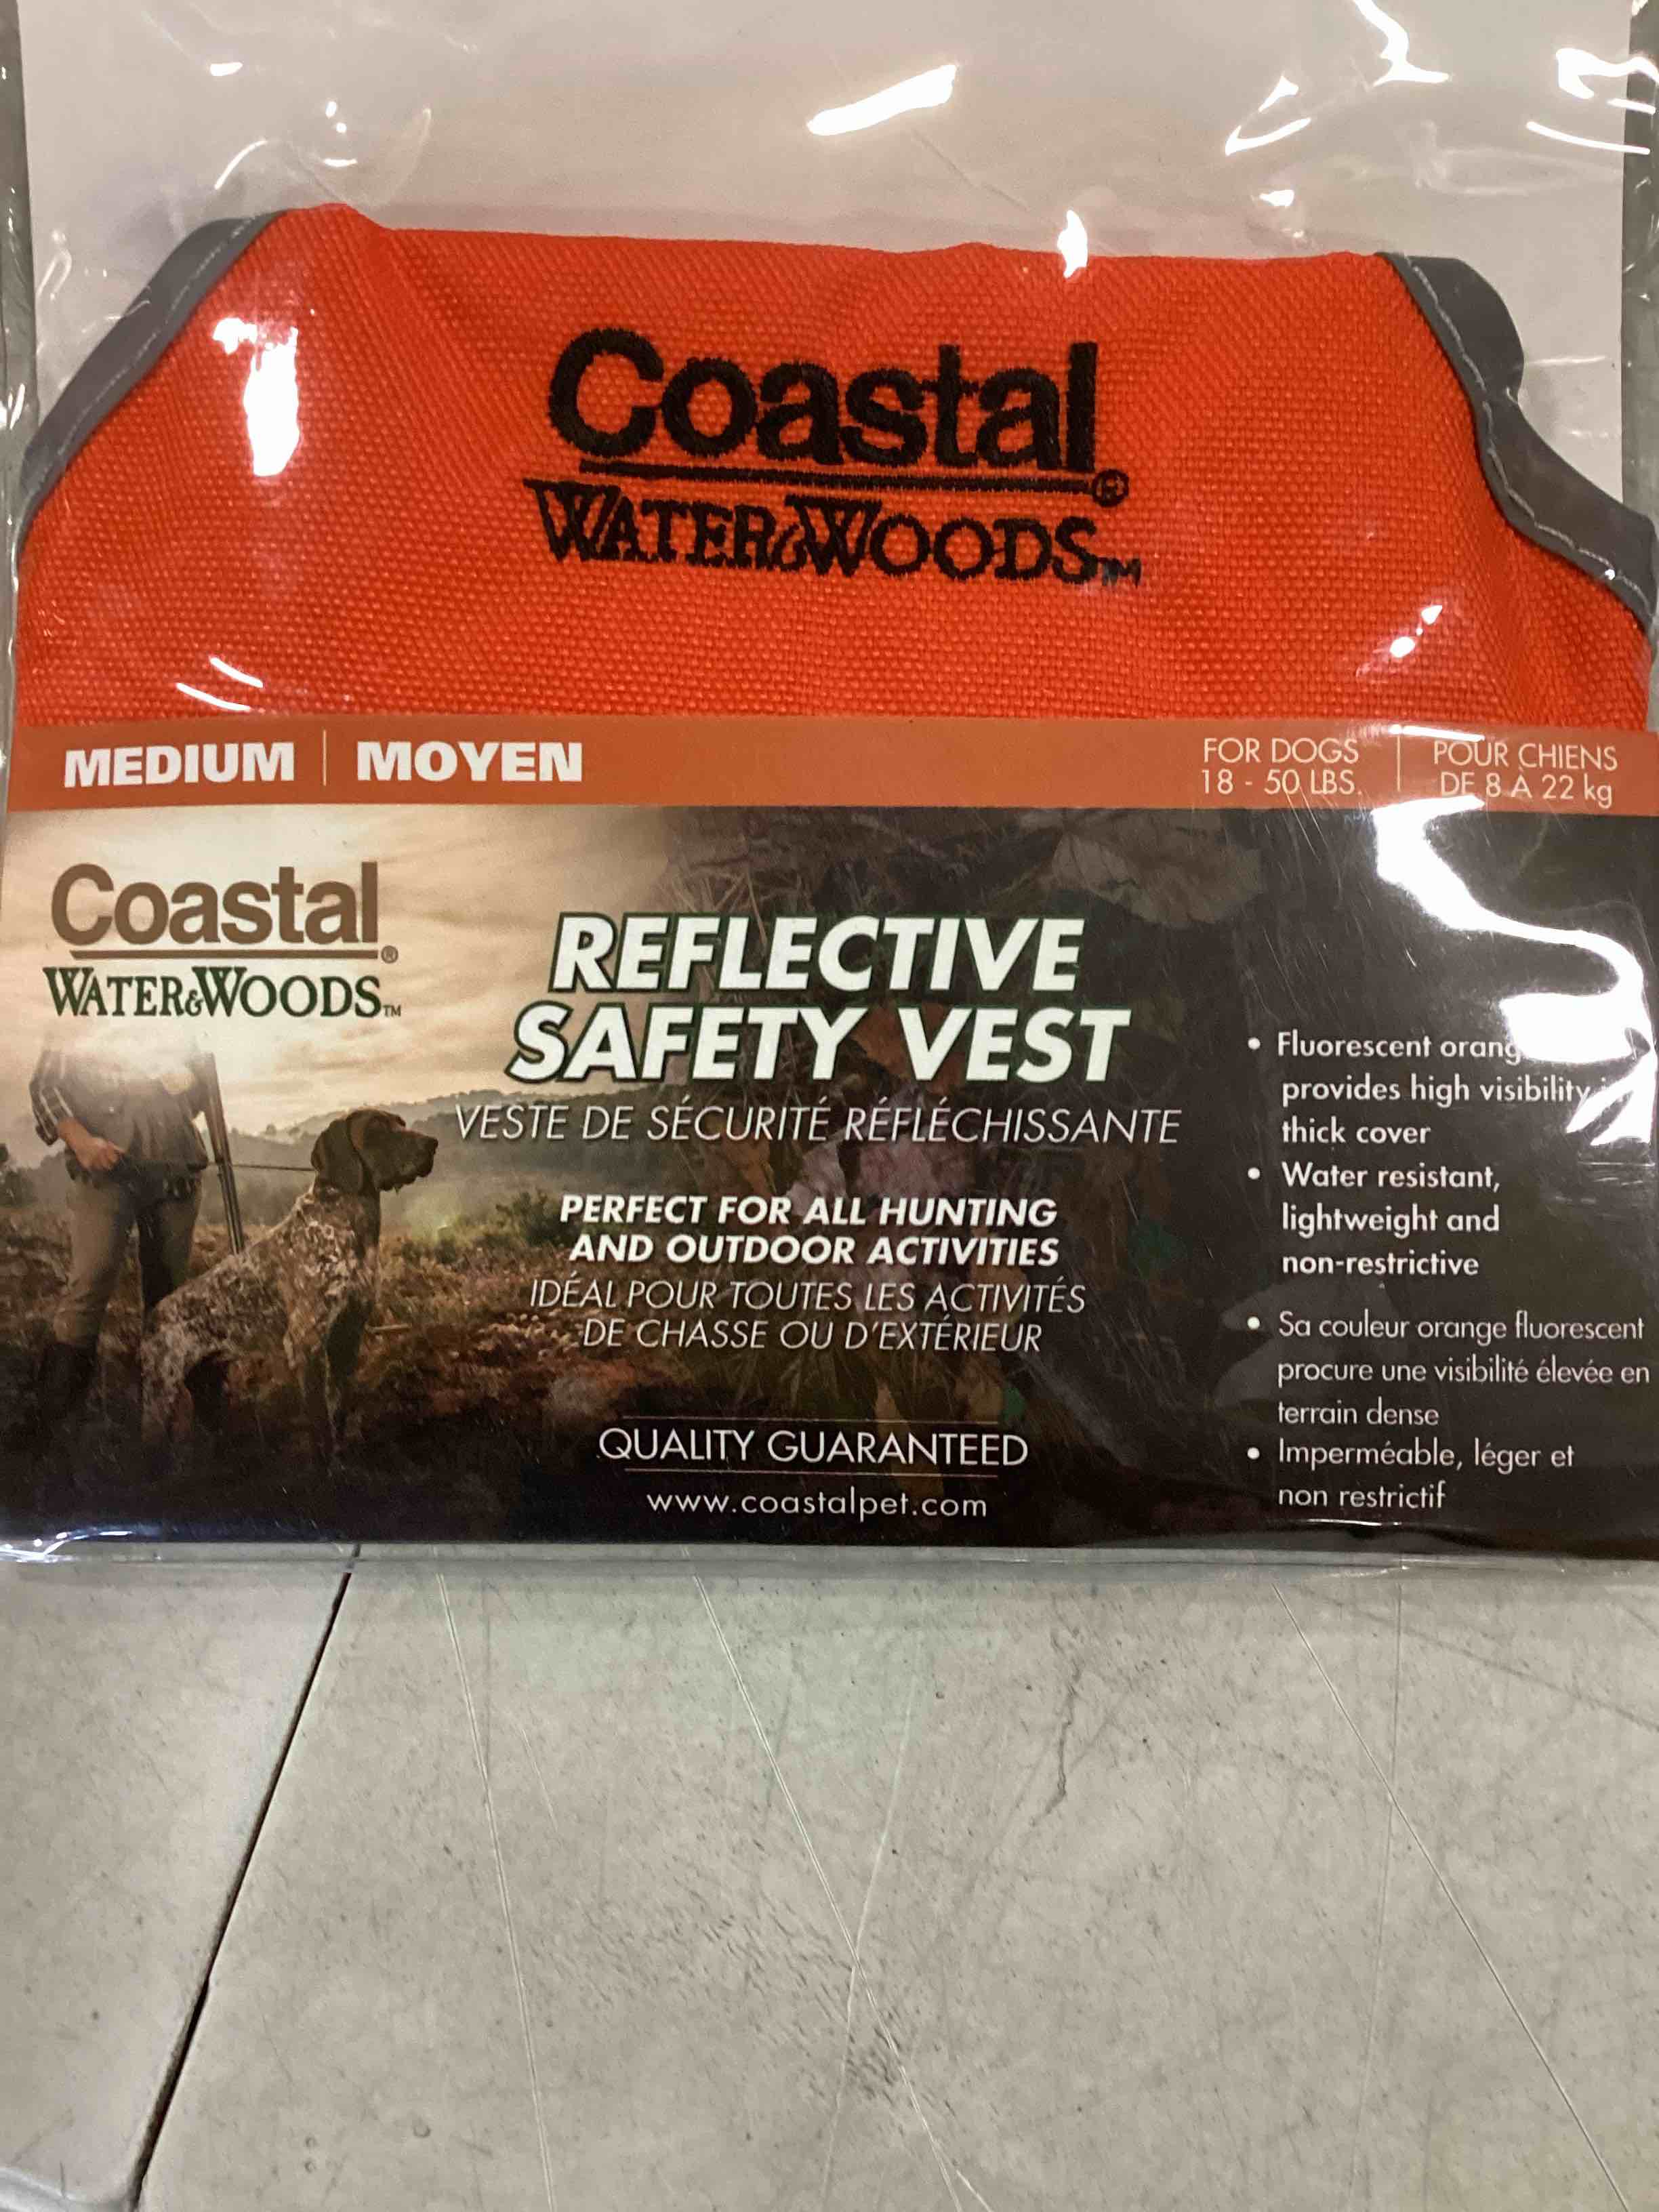 Coastal®
WATER&WOODS™
MEDIUM | MOYEN
FOR DOGS
18 - 50 LBS.
POUR CHIENS
DE 8 À 22 kg
Coastal®
WATER&WOODS™
REFLECTIVE
SAFETY VEST
VESTE DE SÉCURITÉ RÉFLÉCHISSANTE
PERFECT FOR ALL HUNTING
AND OUTDOOR ACTIVITIES
IDÉAL POUR TOUTES LES ACTIVITÉS
DE CHASSE OU D'EXTÉRIEUR
QUALITY GUARANTEED
www.coastalpet.com
• Fluorescent
provides high visibility
thick cover
• Water resistant,
lightweight and
non-restrictive
• Sa couleur orange fluorescent
procure une visibilité élevée en
terrain dense
• Imperméable, léger et
non restrictif